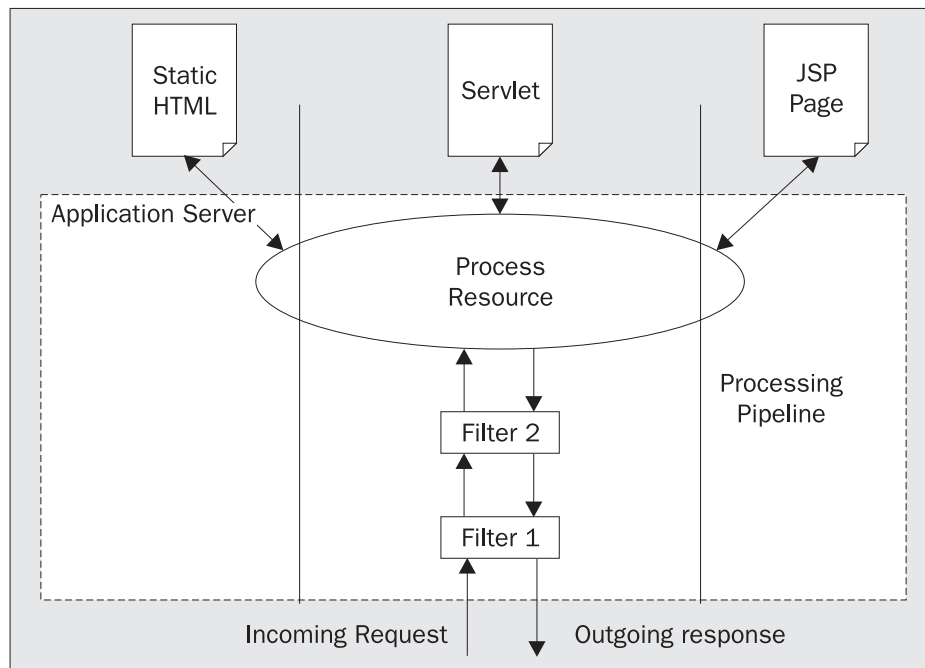 Static
HTML
Servlet
JSP
Page
Application Server
Process
Resource
Processing
Pipeline
Filter 2
Filter 1
Incoming Request
Outgoing response